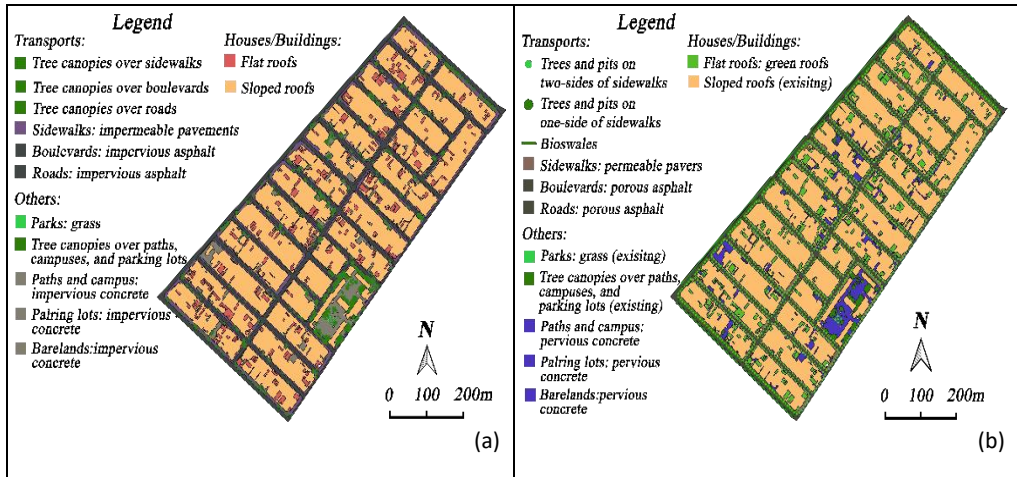 Legend
Transports:
Tree canopies over sidewalks
Tree canopies over boulevards
Tree canopies over roads
Sidewalks: impermeable pavements
Boulevards: impervious asphalt
Roads: impervious asphalt
Houses/Buildings:
Flat roofs
Sloped roofs
Others:
Parks: grass
Tree canopies over paths,
campuses, and parking lots
Paths and campus:
impervious concrete
Palring lots: impervious
concrete
Barelands:impervious
concrete
N
0 100 200m
(a)
Legend
Transports:
Trees and pits on
two-sides of sidewalks
Trees and pits on
one-side of sidewalks
Bioswales
Sidewalks: permeable pavers
Boulevards: porous asphalt
Roads: porous asphalt
Houses/Buildings:
Flat roofs: green roofs
Sloped roofs (exisitng)
Others:
Parks: grass (exisitng)
Tree canopies over paths,
campuses, and
parking lots (existing)
Paths and campus:
pervious concrete
Palring lots: pervious
concrete
Barelands:pervious
concrete
N
0 100 200m
(b)